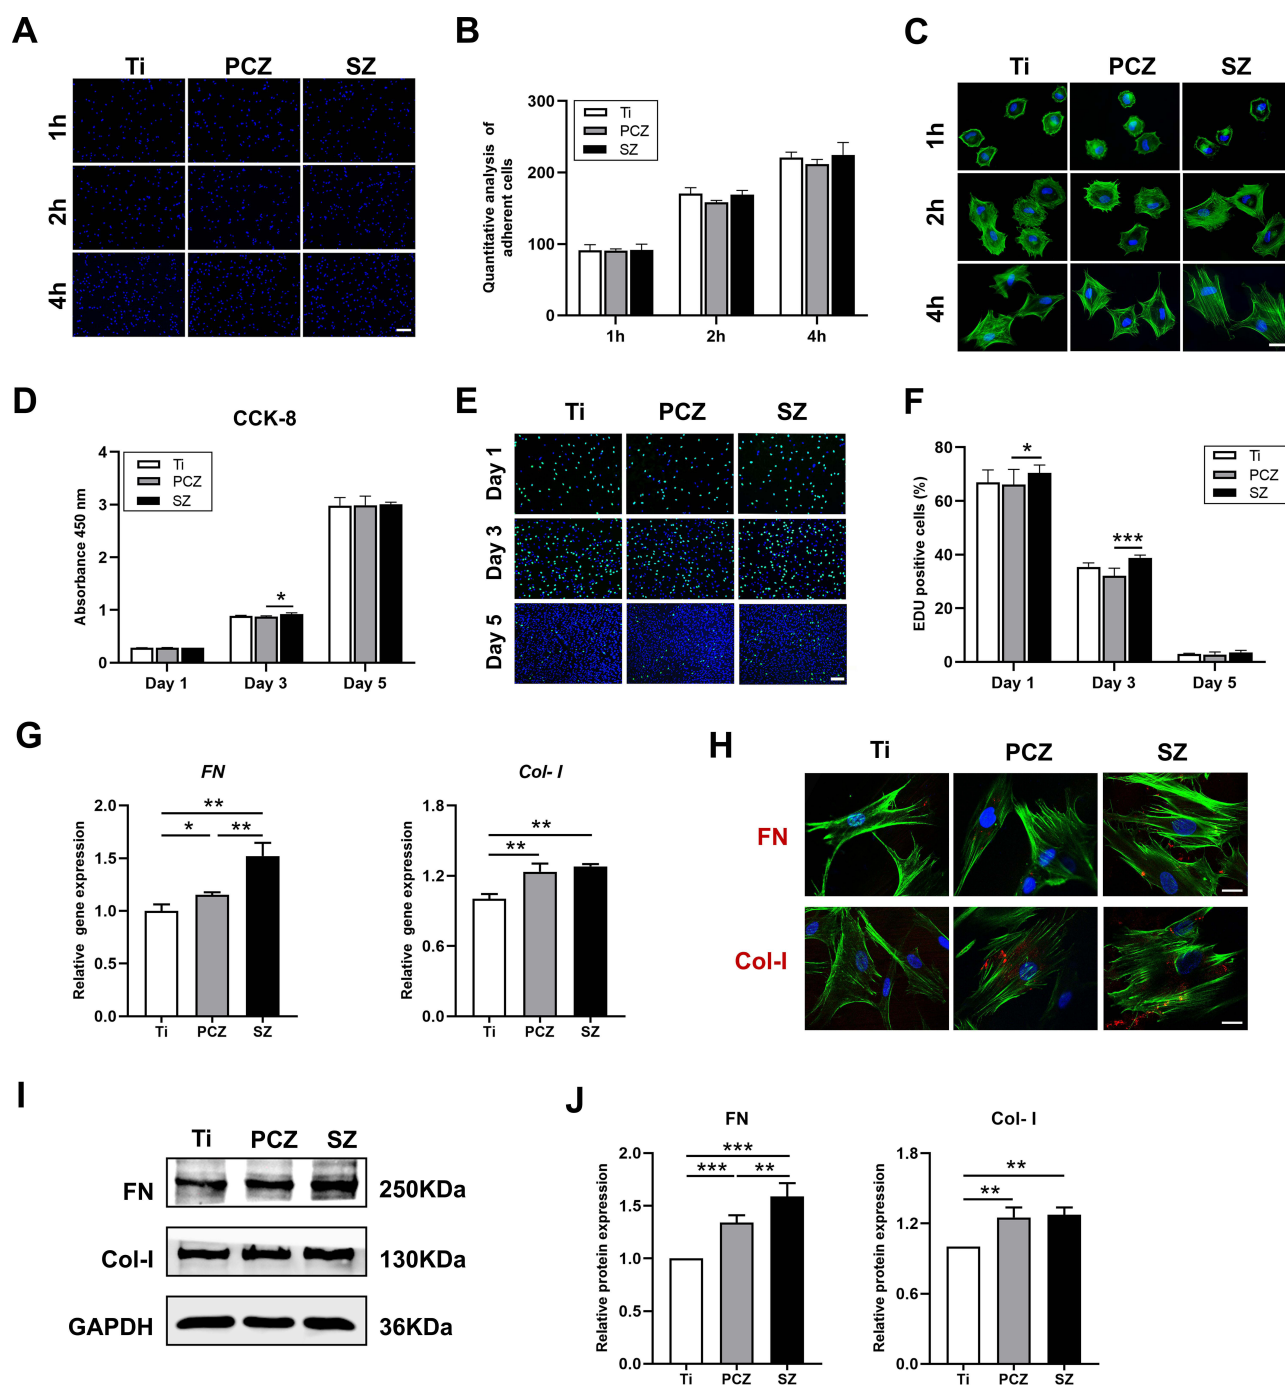 A
Ti PCZ SZ
1h
2h
4h
B
Quantitative analysis of
adherent cells
300
200
100
0
Ti
PCZ
SZ
1h 2h 4h
C
Ti PCZ SZ
1h
2h
4h
D
CCK-8
Absorbance 450 nm
4
3
2
1
0
Ti
PCZ
SZ
*
Day 1 Day 3 Day 5
E
Ti PCZ SZ
Day 1
Day 3
Day 5
F
EDU positive cells (%)
80
60
40
20
0
*
***
Ti
PCZ
SZ
Day 1 Day 3 Day 5
G
FN
Relative gene expression
2.0
1.5
1.0
0.5
0.0
**
* **
Ti PCZ SZ
Col- I
Relative gene expression
1.8
1.2
0.6
0.0
**
**
Ti PCZ SZ
H
Ti PCZ SZ
FN
Col-I
I
Ti PCZ SZ
FN 250KDa
Col-I 130KDa
GAPDH 36KDa
J
FN
Relative protein expression
2.0
1.5
1.0
0.5
0.0
***
*** **
Ti PCZ SZ
Col- I
Relative protein expression
1.8
1.2
0.6
0.0
**
**
Ti PCZ SZ